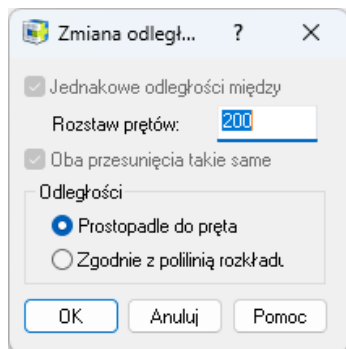 Zmiana odległ... ?
Jednakowe odległości między
Rozstaw prętów: 200
Oba przesunięcia takie same
Odległości
Prostopadle do pręta
Zgodnie z polilinią rozkładu
OK Anuluj Pomoc